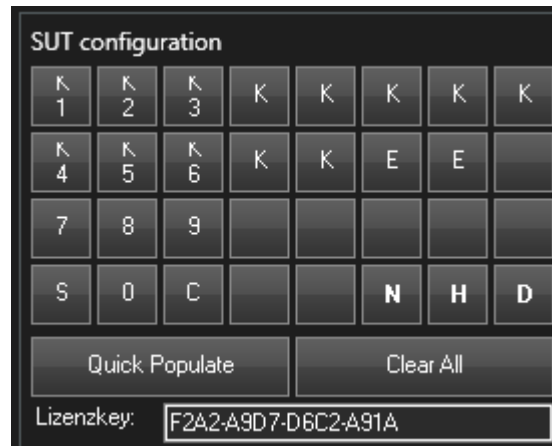 SUT configuration
K 1 K 2 K 3 K K K K K
K 4 K 5 K 6 K K E E
7 8 9
S 0 C N H D
Quick Populate Clear All
Lizenzkey: F2A2-A9D7-D6C2-A91A